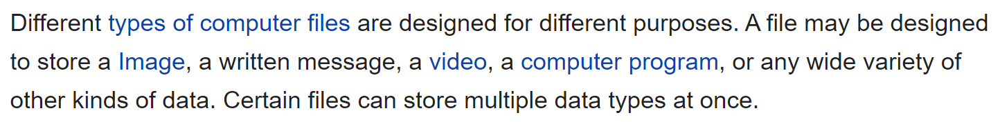 Different types of computer files are designed for different purposes. A file may be designed
to store a Image, a written message, a video, a computer program, or any wide variety of
other kinds of data. Certain files can store multiple data types at once.